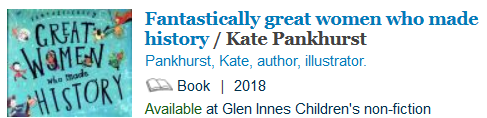 GREAT
WOMEN
who made
HISTORY
Fantastically great women who made
history / Kate Pankhurst
Pankhurst, Kate, author, illustrator.
Book | 2018
Available at Glen Innes Children's non-fiction